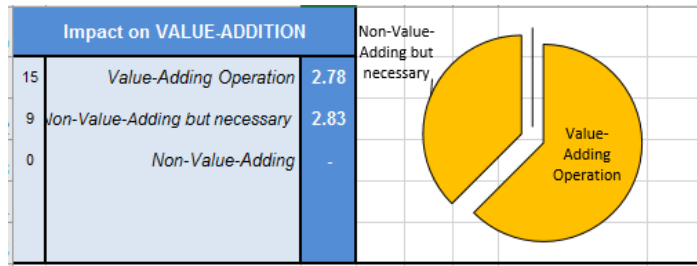 Impact on VALUE-ADDITION
15 Value-Adding Operation 2.78
9 Non-Value-Adding but necessary 2.83
0 Non-Value-Adding -
Non-Value-
Adding but
necessary
Value-
Adding
Operation